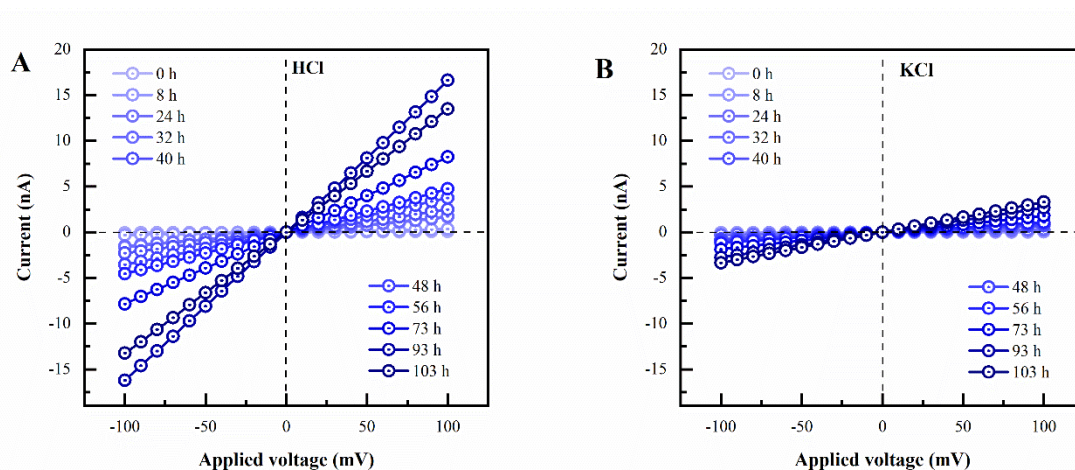 A
HCl
0 h
8 h
24 h
32 h
40 h
48 h
56 h
73 h
93 h
103 h
20
15
10
5
0
-5
-10
-15
Current (nA)
-100 -50 0 50 100
Applied voltage (mV)
B
KCl
0 h
8 h
24 h
32 h
40 h
48 h
56 h
73 h
93 h
103 h
20
15
10
5
0
-5
-10
-15
Current (nA)
-100 -50 0 50 100
Applied voltage (mV)